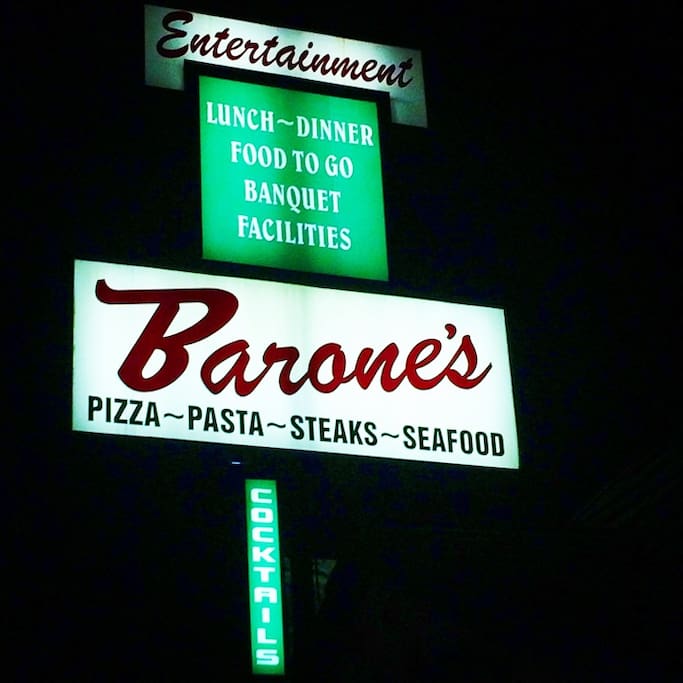 Entertainment
LUNCH~DINNER
FOOD TO GO
BANQUET
FACILITIES
Barone's
PIZZA~PASTA~STEAKS~SEAFOOD
COCKTAILS